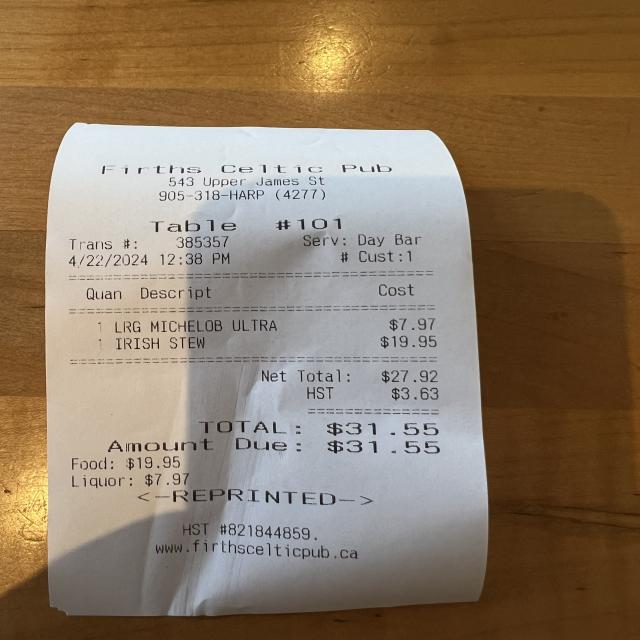 Firths Celtic Pub
543 Upper James St
905-318-HARP (4277)
Table #101
Trans #: 385357 Serv: Day Bar
4/22/2024 12:38 PM # Cust:1
Quan Descript Cost
1 LRG MICHELOB ULTRA $7.97
1 IRISH STEW $19.95
Net Total: $27.92
HST $3.63
TOTAL: $31.55
Amount Due: $31.55
Food: $19.95
Liquor: $7.97
<-REPRINTED->
HST #821844859.
www.firthscelticpub.ca